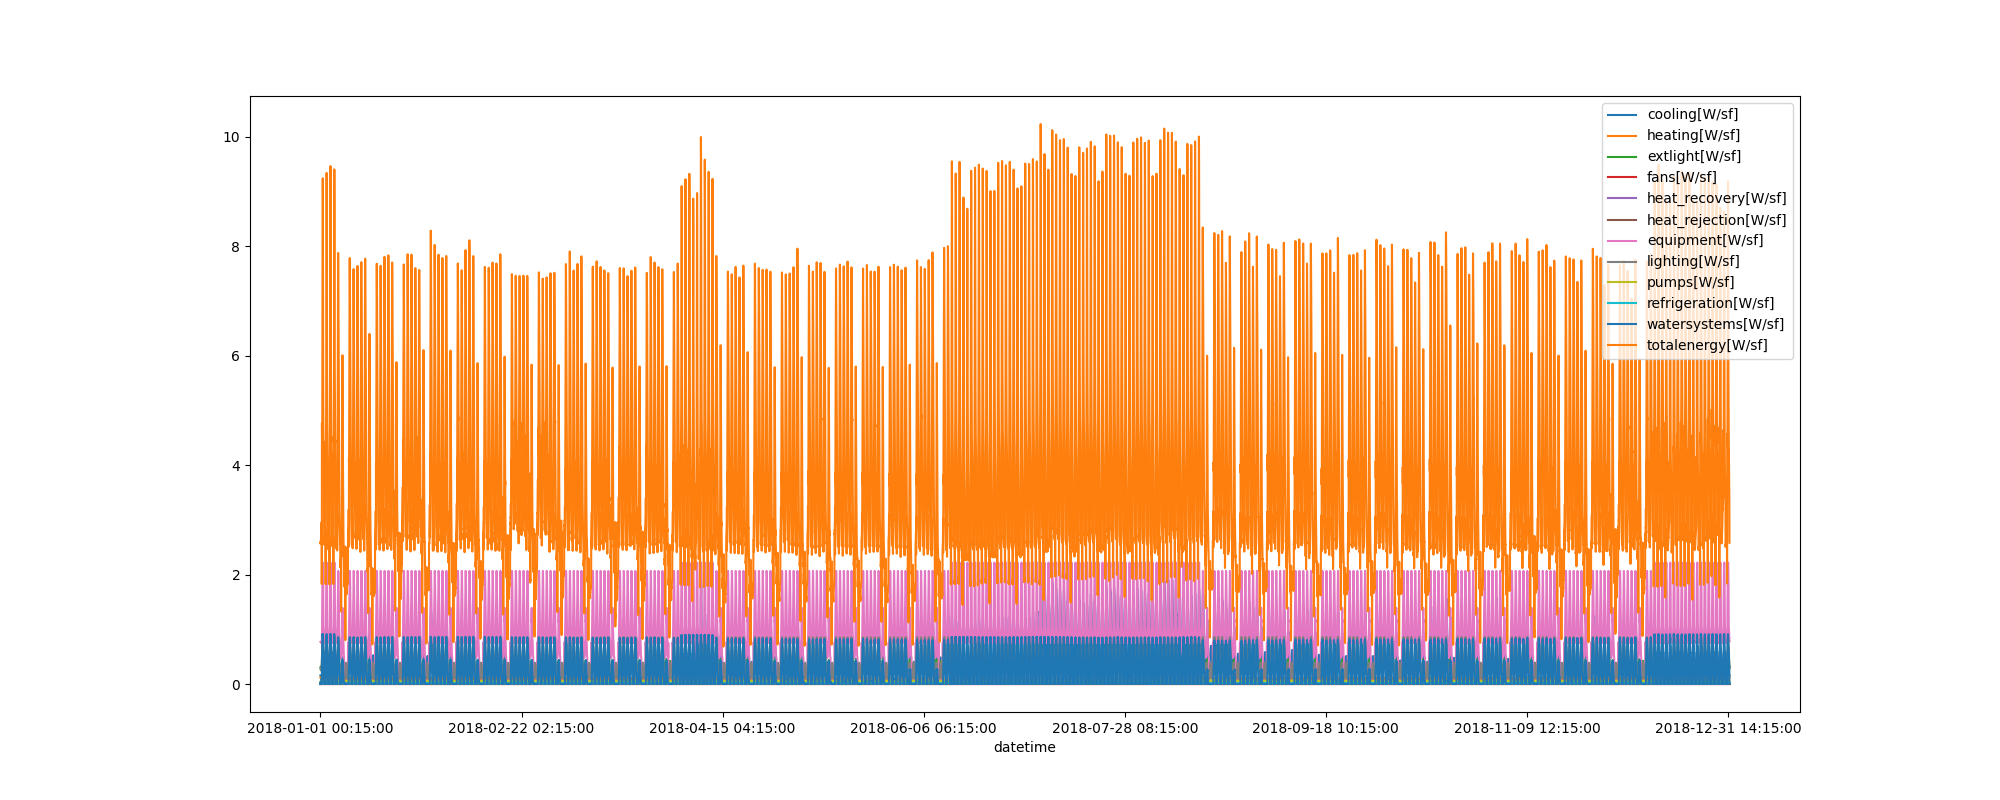 10
8
6
4
2
0
cooling[W/sf]
heating[W/sf]
extlight[W/sf]
fans[W/sf]
heat_recovery[W/sf]
heat_rejection[W/sf]
equipment[W/sf]
lighting[W/sf]
pumps[W/sf]
refrigeration[W/sf]
watersystems[W/sf]
totalenergy[W/sf]
2018-01-01 00:15:00 2018-02-22 02:15:00 2018-04-15 04:15:00 2018-06-06 06:15:00 2018-07-28 08:15:00 2018-09-18 10:15:00 2018-11-09 12:15:00 2018-12-31 14:15:00
datetime